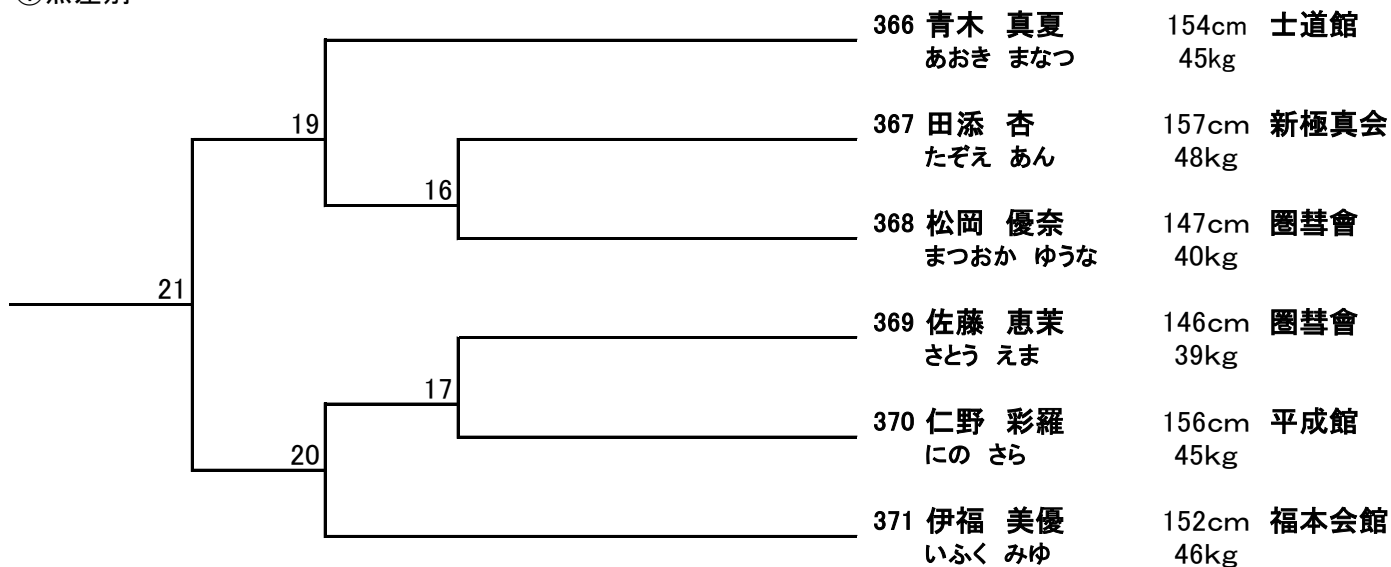 366 青木 真夏 154cm 士道館
あおき まなつ 45kg
19
367 田添 杏 157cm 新極真会
たぞえ あん 48kg
16
368 松岡 優奈 147cm 圏彗會
まつおか ゆうな 40kg
21
369 佐藤 恵茉 146cm 圏彗會
さとう えま 39kg
17
370 仁野 彩羅 156cm 平成館
にの さら 45kg
20
371 伊福 美優 152cm 福本会館
いふく みゆ 46kg